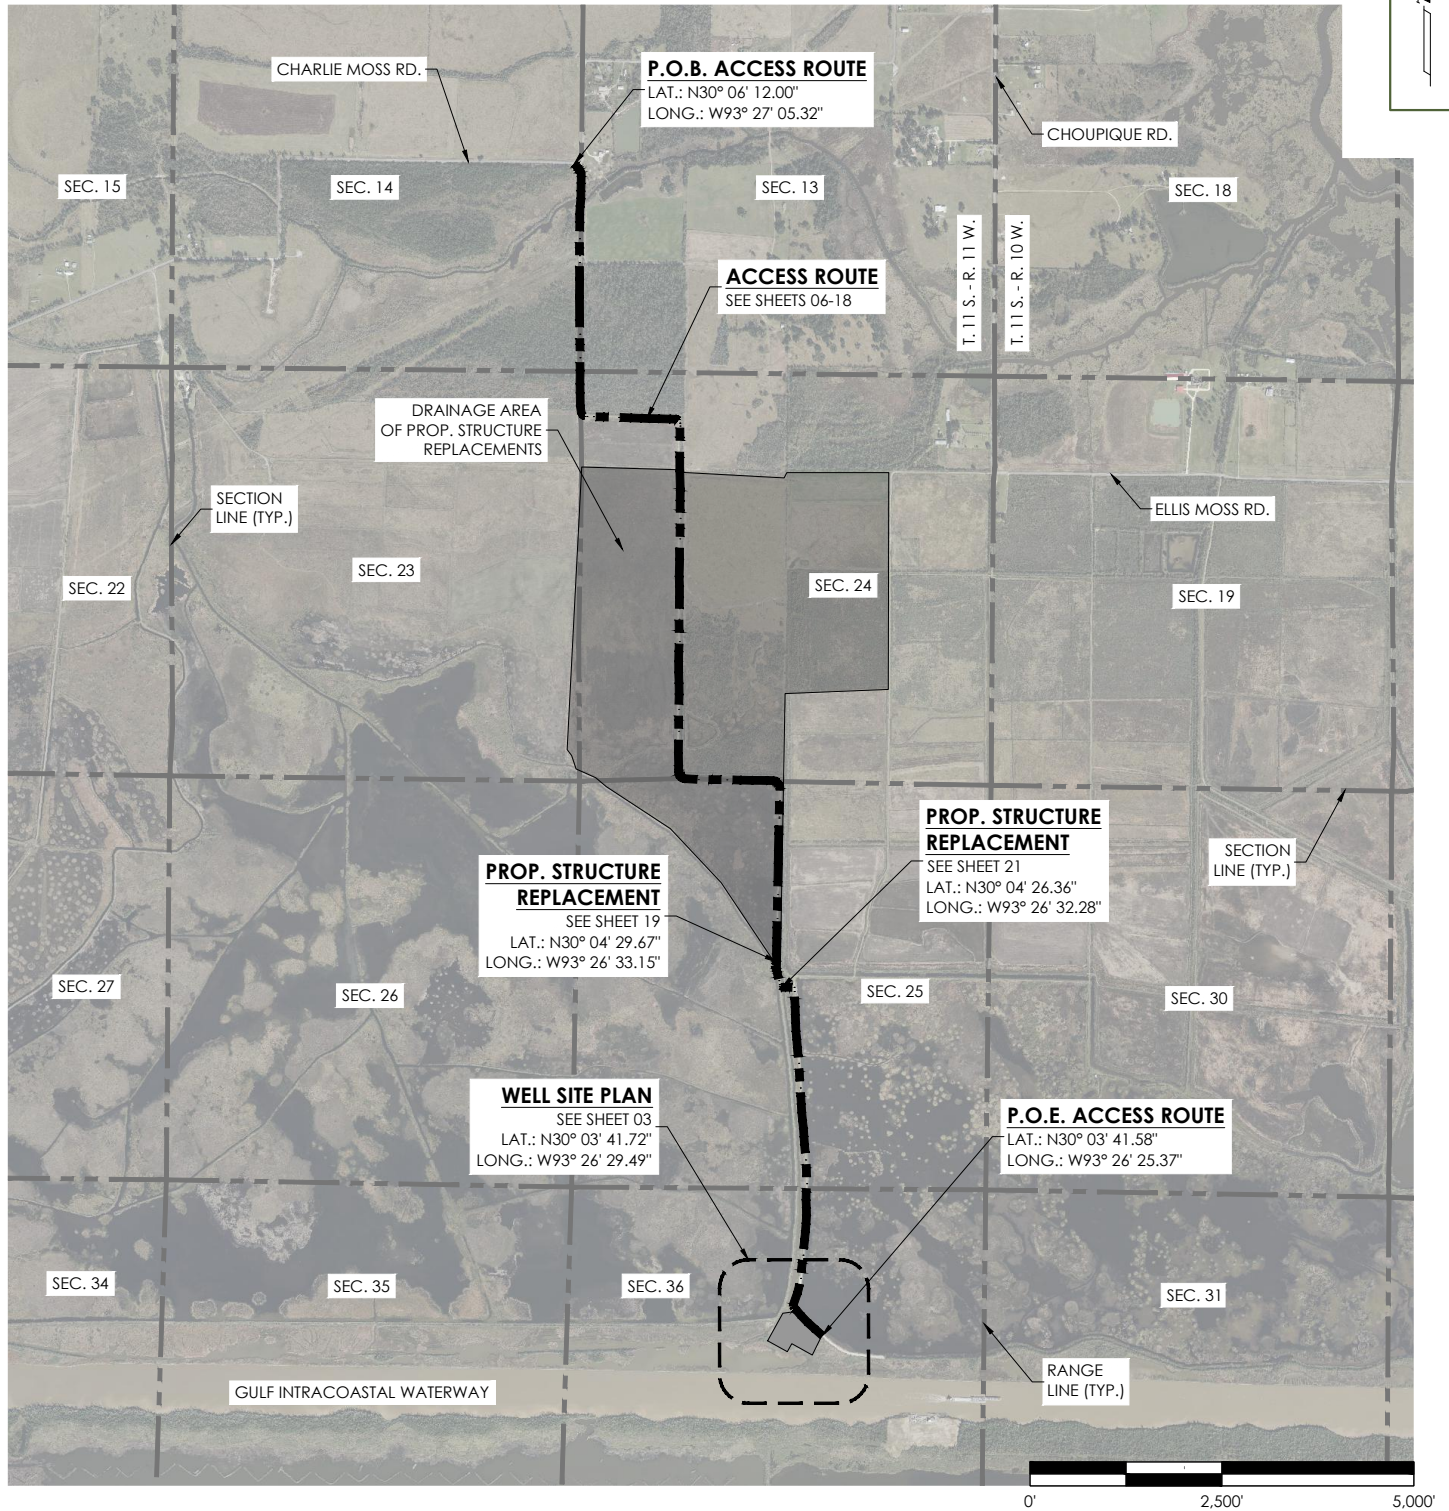 CHARLIE MOSS RD.
P.O.B. ACCESS ROUTE
LAT.: N30° 06' 12.00"
LONG.: W93° 27' 05.32"
CHOUPIQUE RD.
SEC. 15
SEC. 14
SEC. 13
SEC. 18
T. 11 S. - R. 11 W.
T. 11 S. - R. 10 W.
ACCESS ROUTE
SEE SHEETS 06-18
DRAINAGE AREA
OF PROP. STRUCTURE
REPLACEMENTS
SECTION
LINE (TYP.)
ELLIS MOSS RD.
SEC. 22
SEC. 23
SEC. 24
SEC. 19
PROP. STRUCTURE
REPLACEMENT
SEE SHEET 21
LAT.: N30° 04' 26.36"
LONG.: W93° 26' 32.28"
SECTION
LINE (TYP.)
PROP. STRUCTURE
REPLACEMENT
SEE SHEET 19
LAT.: N30° 04' 29.67"
LONG.: W93° 26' 33.15"
SEC. 27
SEC. 26
SEC. 25
SEC. 30
WELL SITE PLAN
SEE SHEET 03
LAT.: N30° 03' 41.72"
LONG.: W93° 26' 29.49"
P.O.E. ACCESS ROUTE
LAT.: N30° 03' 41.58"
LONG.: W93° 26' 25.37"
SEC. 34
SEC. 35
SEC. 36
SEC. 31
GULF INTRACOASTAL WATERWAY
RANGE
LINE (TYP.)
0'
2,500'
5,000'